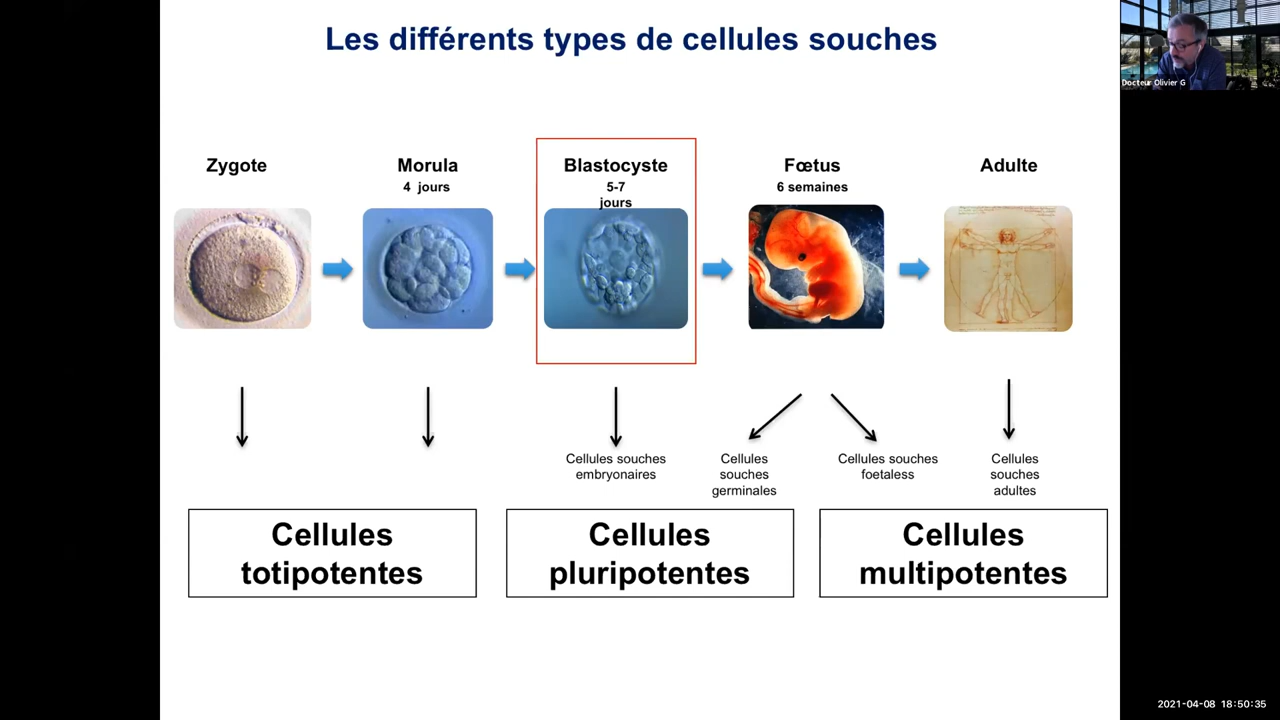 Les différents types de cellules souches
Docteur Olivier G
Zygote
Morula
4 jours
Blastocyste
5-7
jours
Fœtus
6 semaines
Adulte
Cellules souches
embryonaires
Cellules
souches
germinales
Cellules souches
foetaless
Cellules
souches
adultes
Cellules
totipotentes
Cellules
pluripotentes
Cellules
multipotentes
2021-04-08 18:50:35